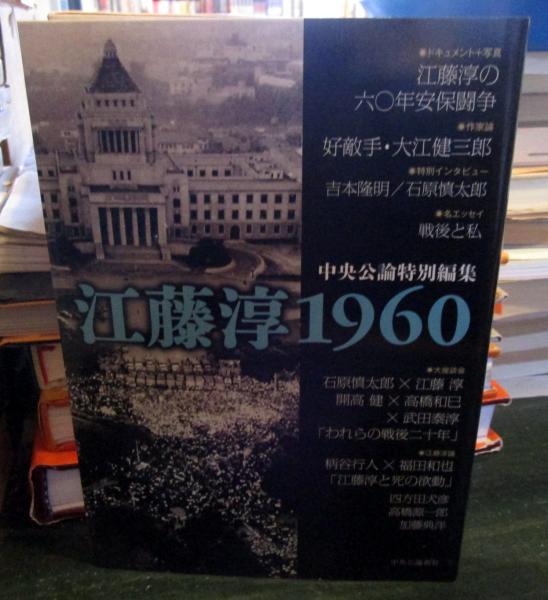 ●ドキュメント+写真
江藤淳の
六〇年安保闘争
●作家論
好敵手・大江健三郎
●特別インタビュー
吉本隆明／石原慎太郎
●名エッセイ
戦後と私
中央公論特別編集
江藤淳1960
●大座談会
石原慎太郎×江藤 淳
開高 健×高橋和巳
×武田泰淳
「われらの戦後二十年」
●江藤淳論
柄谷行人×福田和也
「江藤淳と死の欲動」
四方田犬彦
高橋源一郎
加藤典洋
中央公論新社